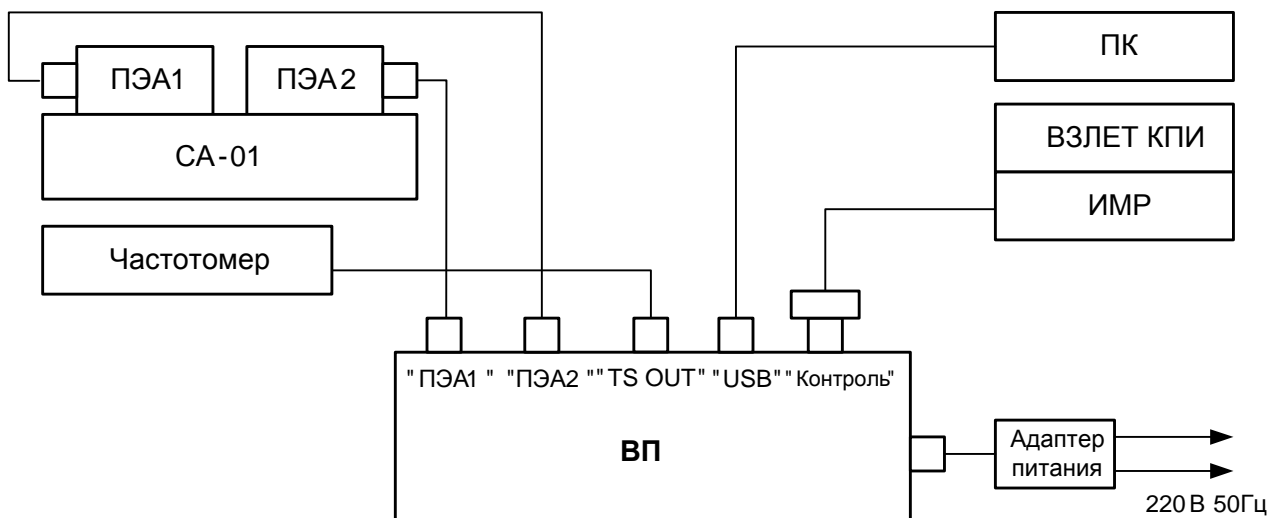 ПЭА1
ПЭА2
СА-01
Частотомер
ПК
ВЗЛЕТ КПИ
ИМР
"ПЭА1 " "ПЭА2 "" TS OUT" "USB" "Контроль"
ВП
Адаптер
питания
220В 50Гц